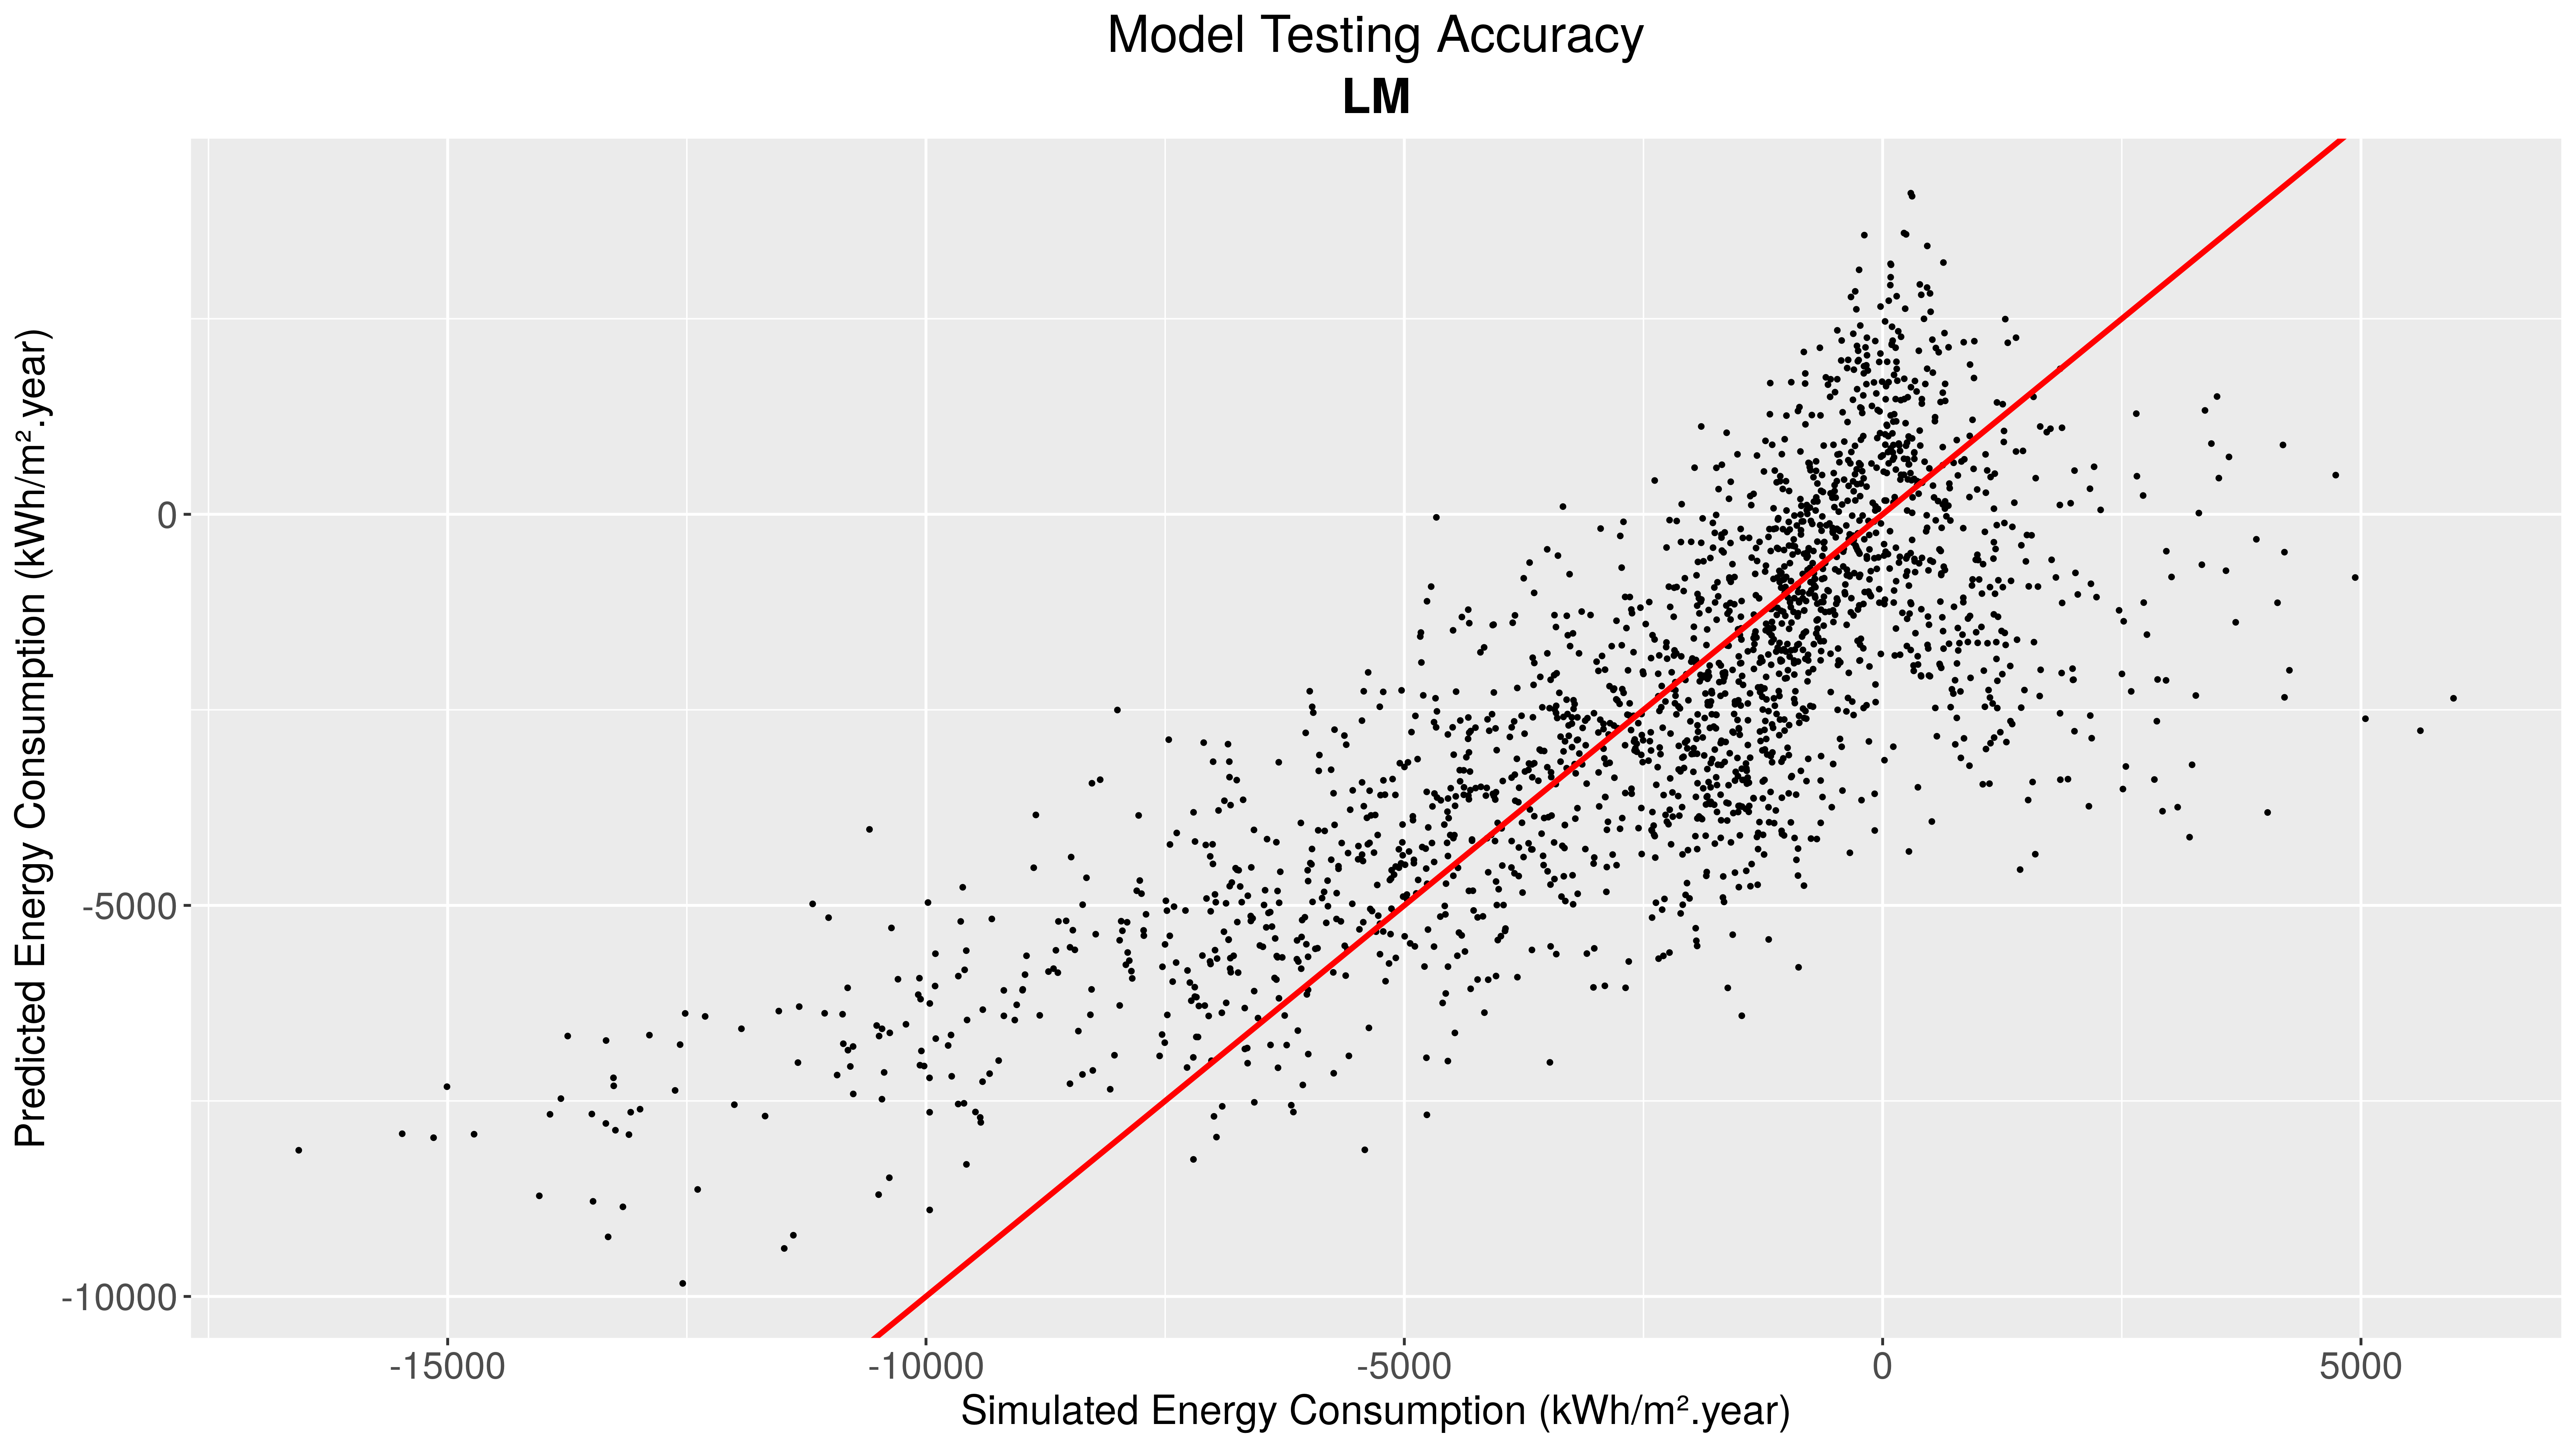 Model Testing Accuracy
LM
Predicted Energy Consumption (kWh/m².year)
0
-5000
-10000
-15000
-10000
-5000
0
5000
Simulated Energy Consumption (kWh/m².year)